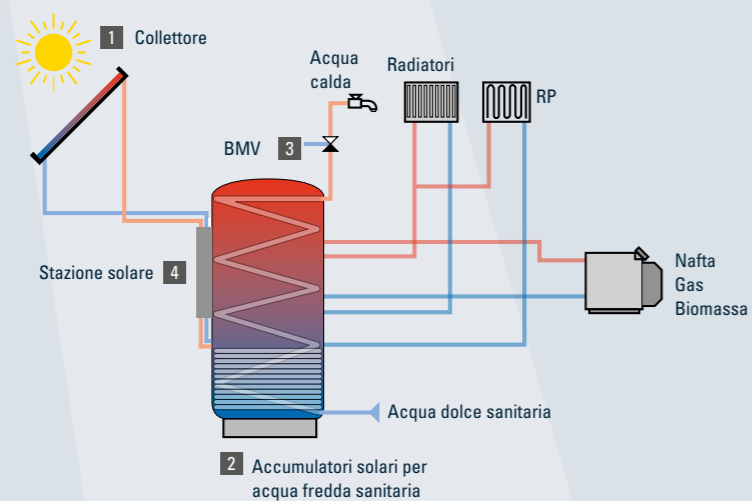 1 Collettore
Acqua
calda
Radiatori
RP
BMV 3
Stazione solare 4
Nafta
Gas
Biomassa
Acqua dolce sanitaria
2 Accumulatori solari per
acqua fredda sanitaria